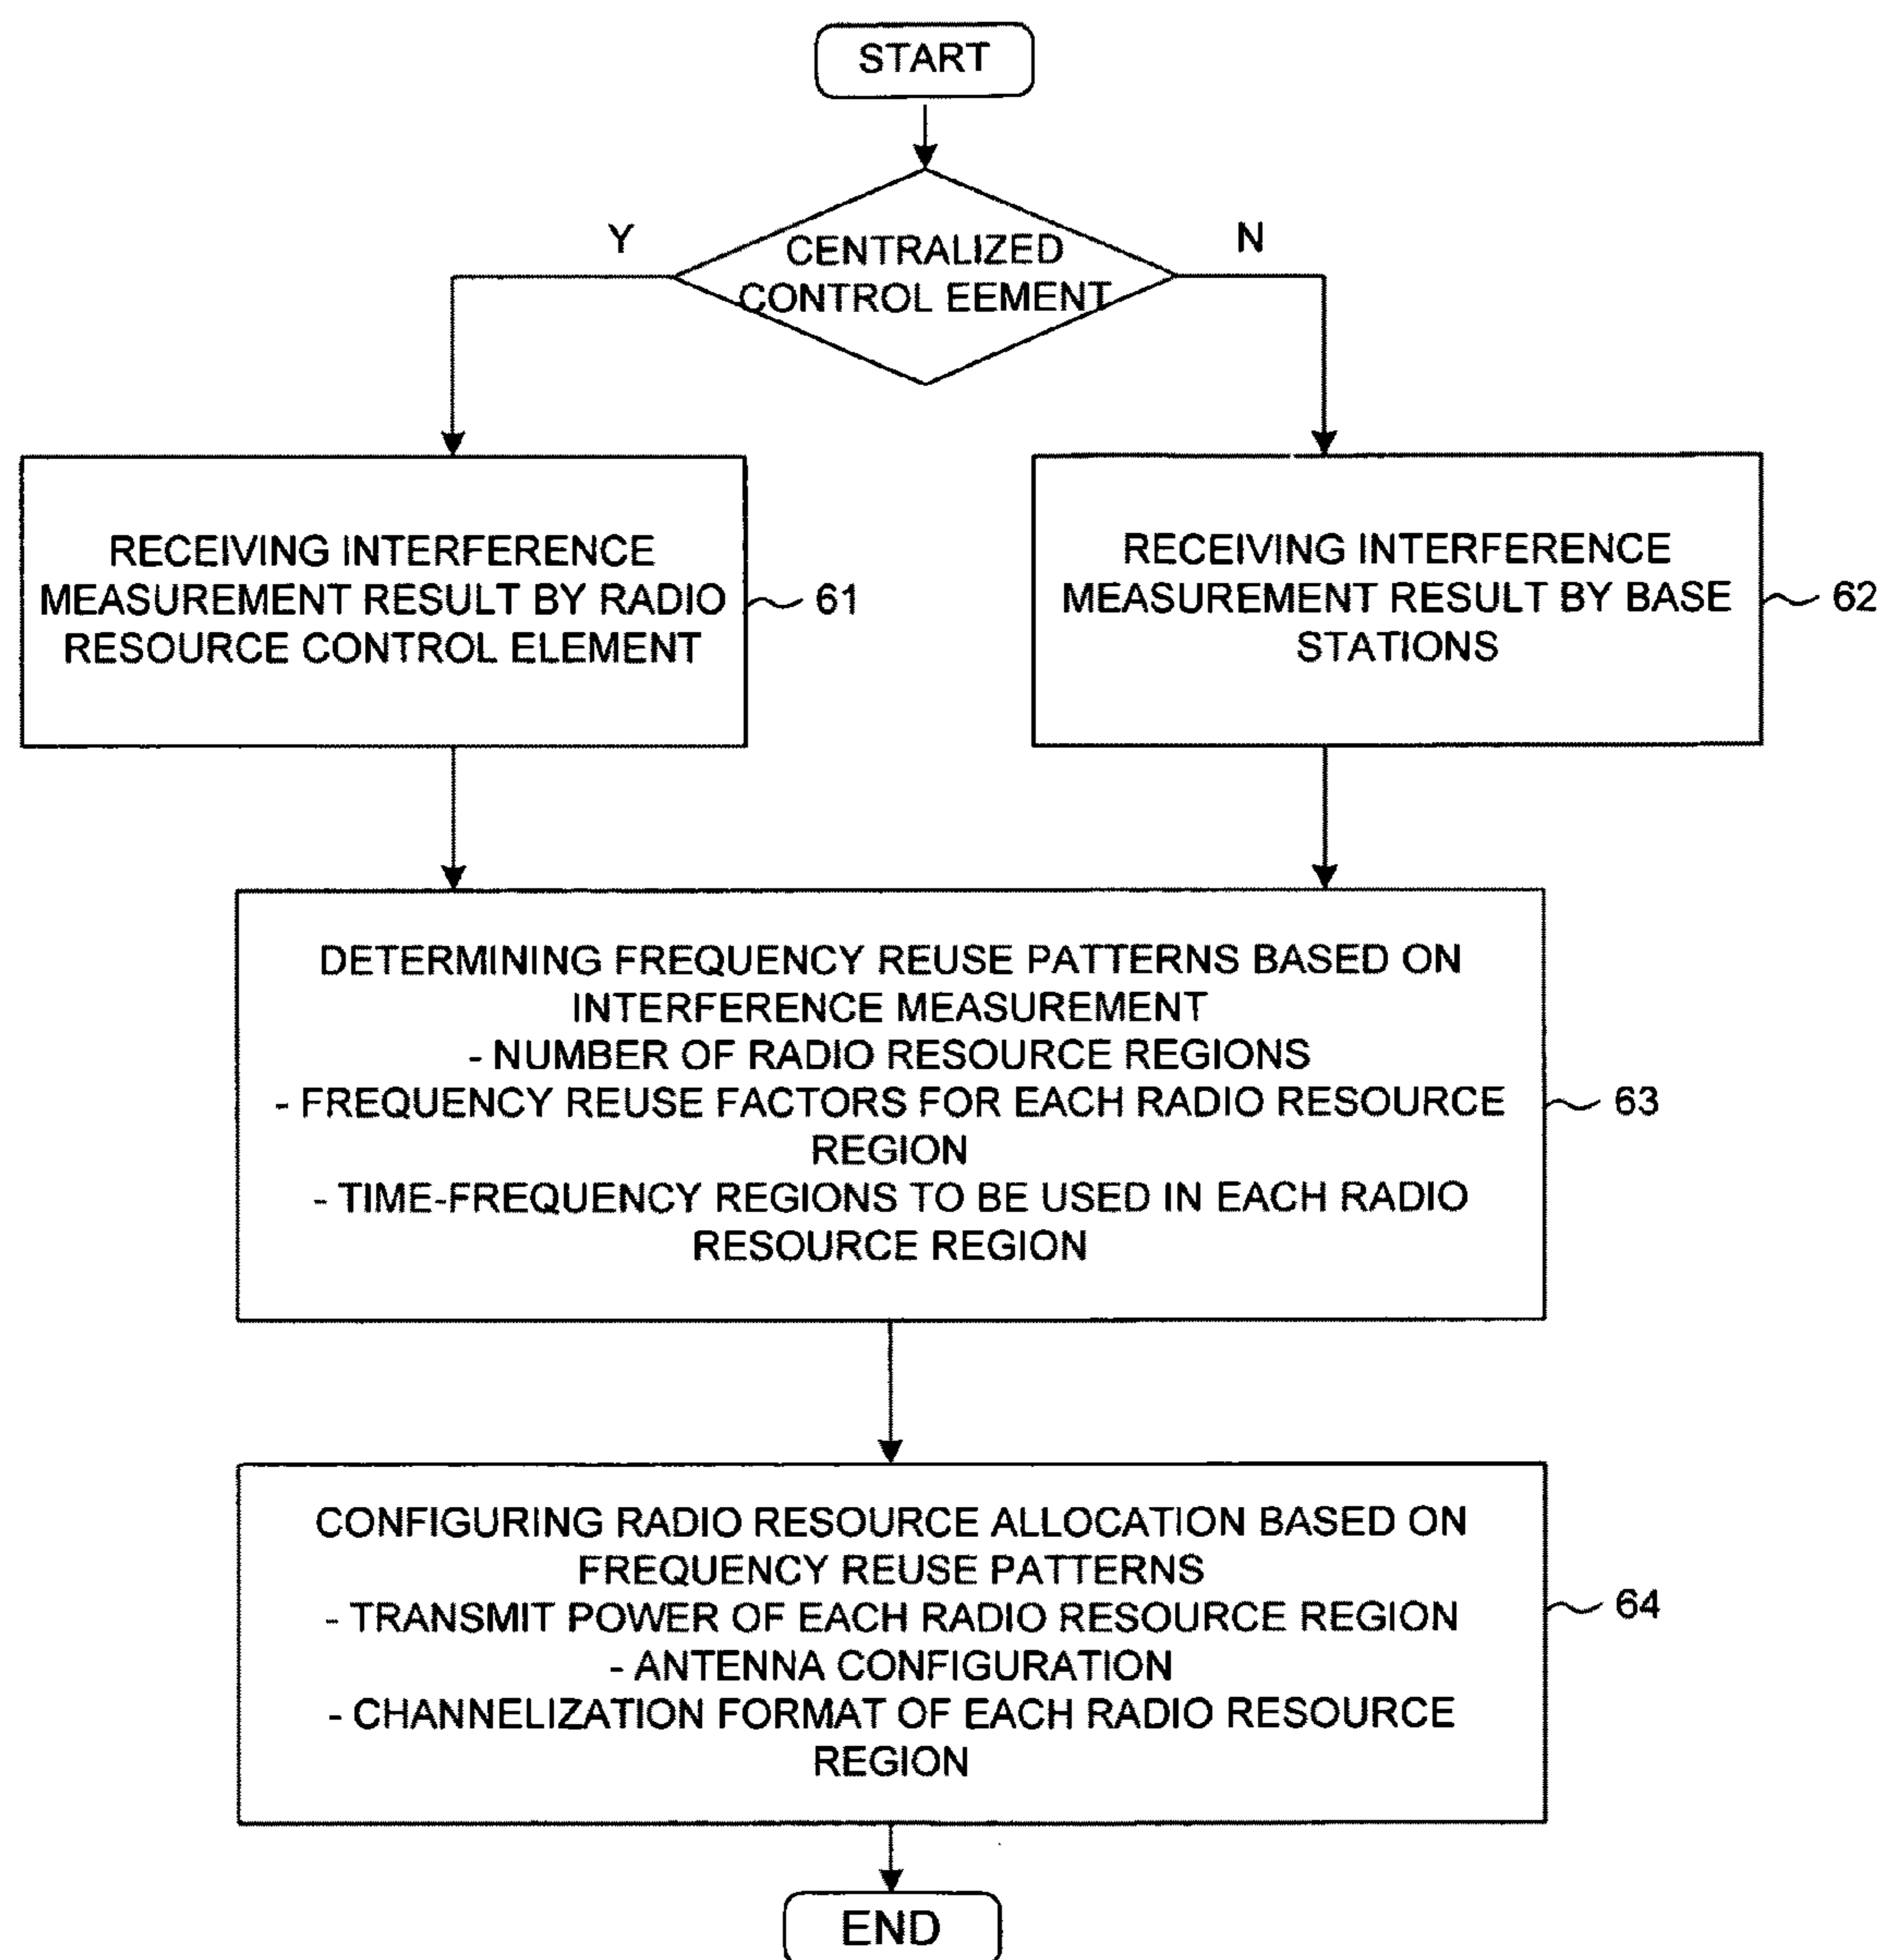 START
Y
CENTRALIZED
CONTROL EEMENT
N
RECEIVING INTERFERENCE
MEASUREMENT RESULT BY RADIO
RESOURCE CONTROL ELEMENT
61
RECEIVING INTERFERENCE
MEASUREMENT RESULT BY BASE
STATIONS
62
DETERMINING FREQUENCY REUSE PATTERNS BASED ON
INTERFERENCE MEASUREMENT
- NUMBER OF RADIO RESOURCE REGIONS
- FREQUENCY REUSE FACTORS FOR EACH RADIO RESOURCE
REGION
- TIME-FREQUENCY REGIONS TO BE USED IN EACH RADIO
RESOURCE REGION
63
CONFIGURING RADIO RESOURCE ALLOCATION BASED ON
FREQUENCY REUSE PATTERNS
- TRANSMIT POWER OF EACH RADIO RESOURCE REGION
- ANTENNA CONFIGURATION
- CHANNELIZATION FORMAT OF EACH RADIO RESOURCE
REGION
64
END